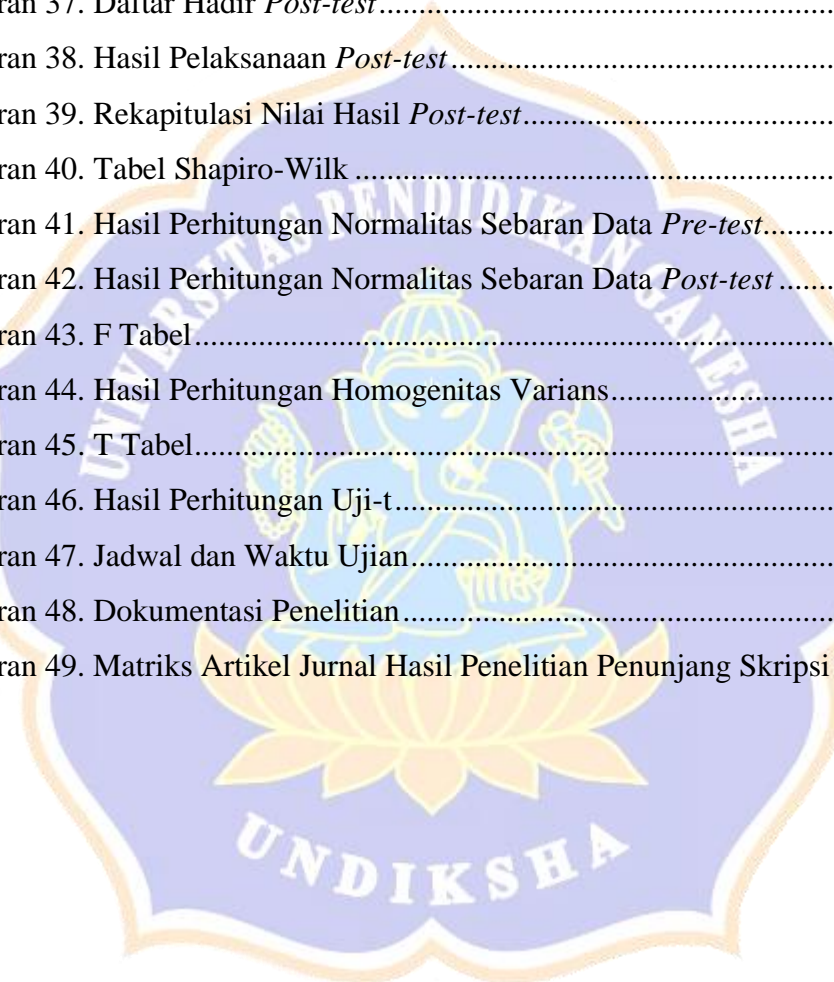 ran 37. Daftar Hadir Post-test
ran 38. Hasil Pelaksanaan Post-test
ran 39. Rekapitulasi Nilai Hasil Post-test
ran 40. Tabel Shapiro-Wilk
ran 41. Hasil Perhitungan Normalitas Sebaran Data Pre-test
ran 42. Hasil Perhitungan Normalitas Sebaran Data Post-test
ran 43. F Tabel
ran 44. Hasil Perhitungan Homogenitas Varians
ran 45. T Tabel
ran 46. Hasil Perhitungan Uji-t
ran 47. Jadwal dan Waktu Ujian
ran 48. Dokumentasi Penelitian
ran 49. Matriks Artikel Jurnal Hasil Penelitian Penunjang Skripsi
UNIVERSITAS PENDIDIKAN GANESHA
UNDIKSHA